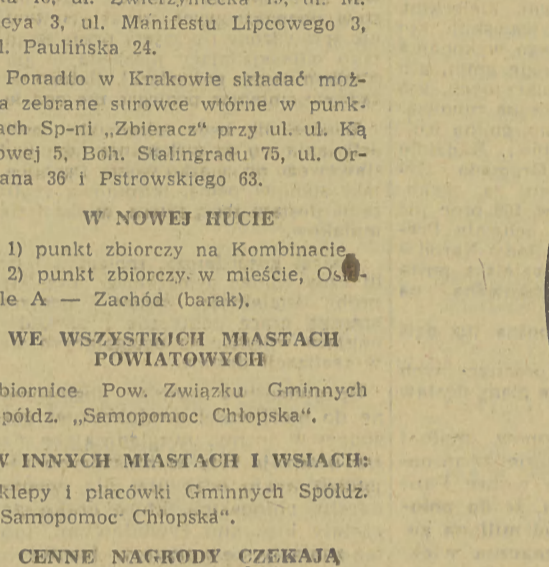 cya 3, ul. Manifestu Lipcowego 3,
l. Paulińska 24.
Ponadto w Krakowie składać moż-
a zebrane surowce wtórne w punk-
ach Sp-ni „Zbieracz“ przy ul. ul. Ką
owej 5, Boh. Stalingradu 75, ul. Or-
ana 36 i Pstrowskiego 63.
W NOWEJ HUCIE
1) punkt zbiorczy na Kombinacie
2) punkt zbiorczy w mieście, Osie-
le A — Zachód (barak).
WE WSZYSTKICH MIASTACH
POWIATOWYCH
biornice Pow. Związku Gminnych
półdz. „Samopomoc Chłopska“.
W INNYCH MIASTACH I WSIACH:
klepy i placówki Gminnych Spółdz.
Samopomoc Chłopska“.
CENNE NAGRODY CZEKAJĄ